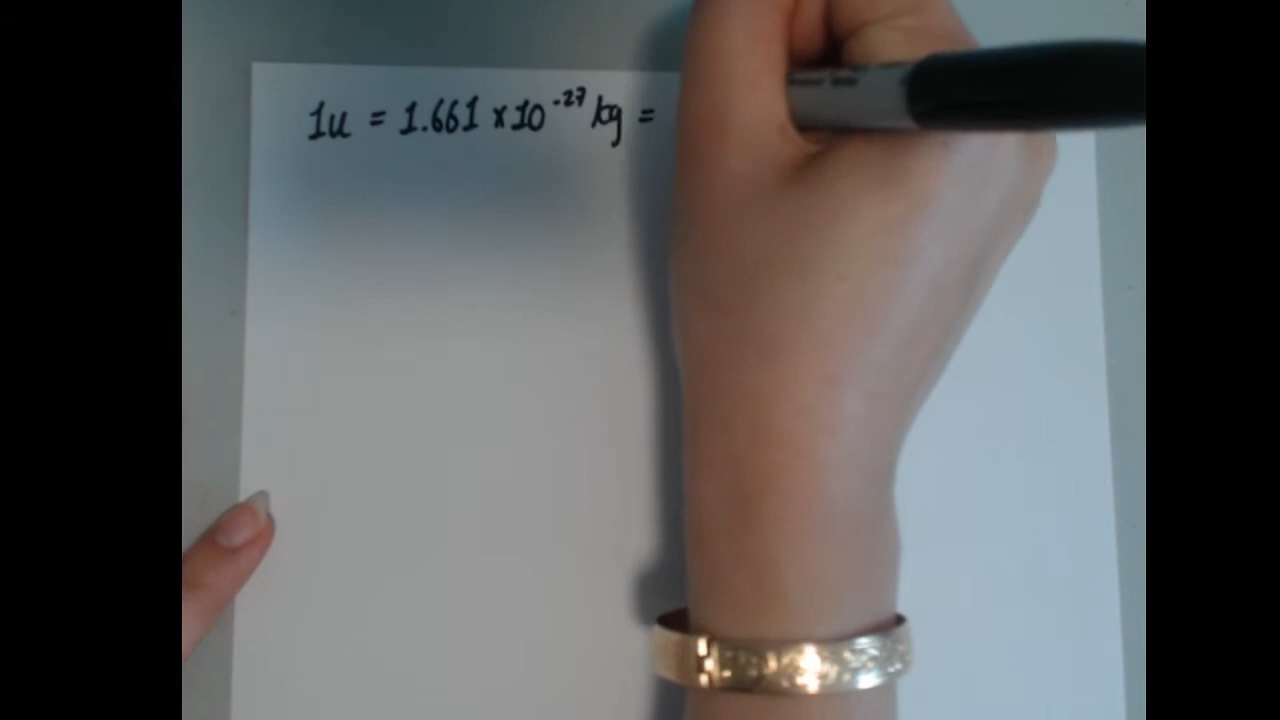 1u = 1.661 x 10⁻²⁷ kg =